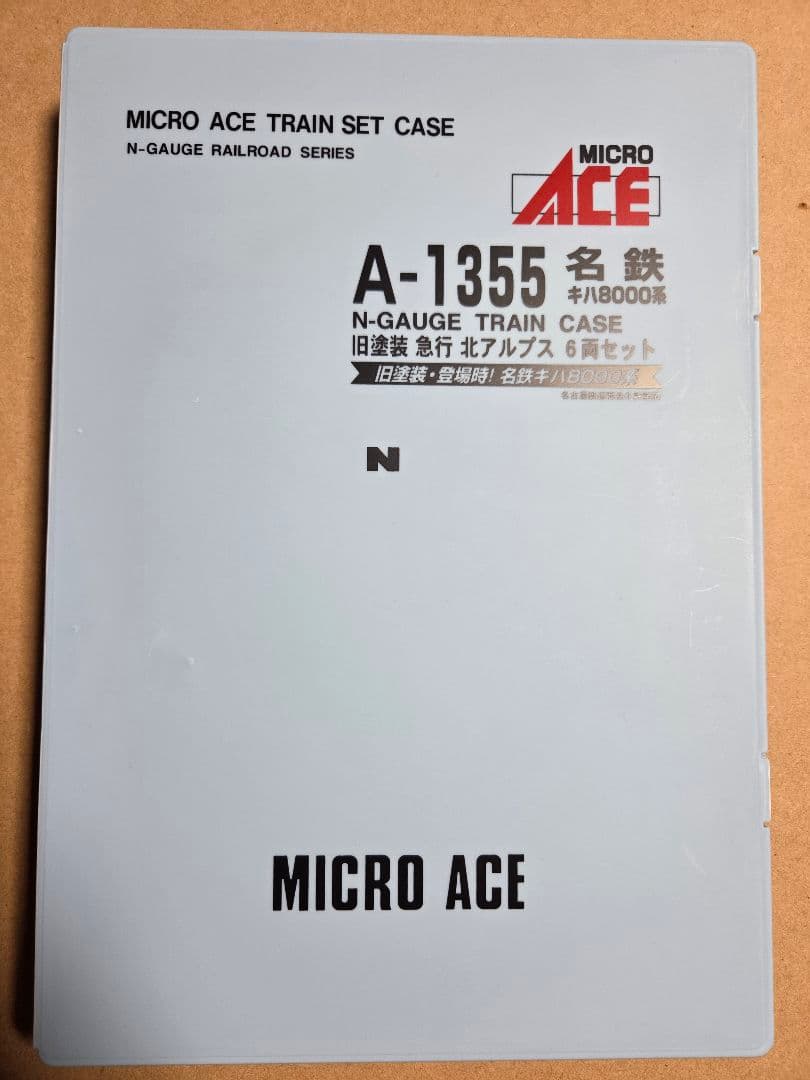 MICRO ACE TRAIN SET CASE
N-GAUGE RAILROAD SERIES
MICRO
ACE
A-1355 名鉄
キハ8000系
N-GAUGE TRAIN CASE
旧塗装 急行 北アルプス 6両セット
旧塗装・登場時! 名鉄キハ8000系
N
MICRO ACE